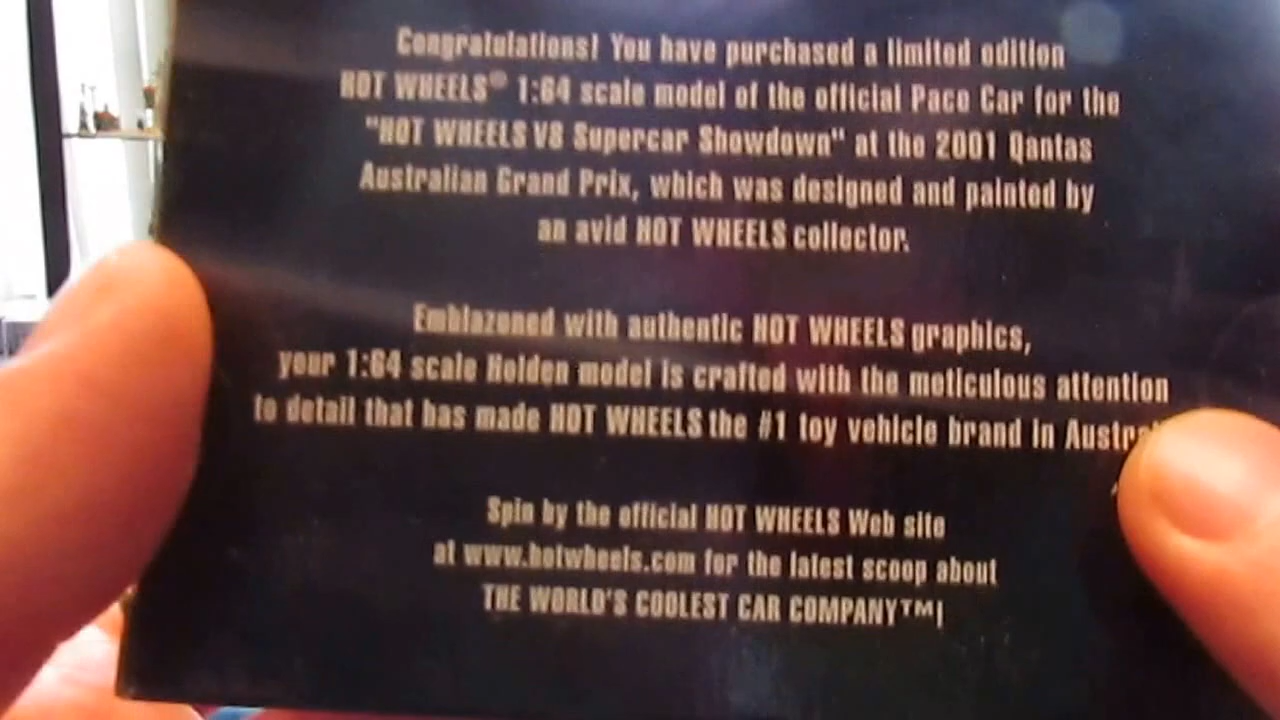 Congratulations! You have purchased a limited edition
HOT WHEELS® 1:64 scale model of the official Pace Car for the
"HOT WHEELS V8 Supercar Showdown" at the 2001 Qantas
Australian Grand Prix, which was designed and painted by
an avid HOT WHEELS collector.
Emblazoned with authentic HOT WHEELS graphics,
your 1:64 scale Holden model is crafted with the meticulous attention
to detail that has made HOT WHEELS the #1 toy vehicle brand in
Spin by the official HOT WHEELS Web site
at www.hotwheels.com for the latest scoop about
THE WORLD'S COOLEST CAR COMPANY™!